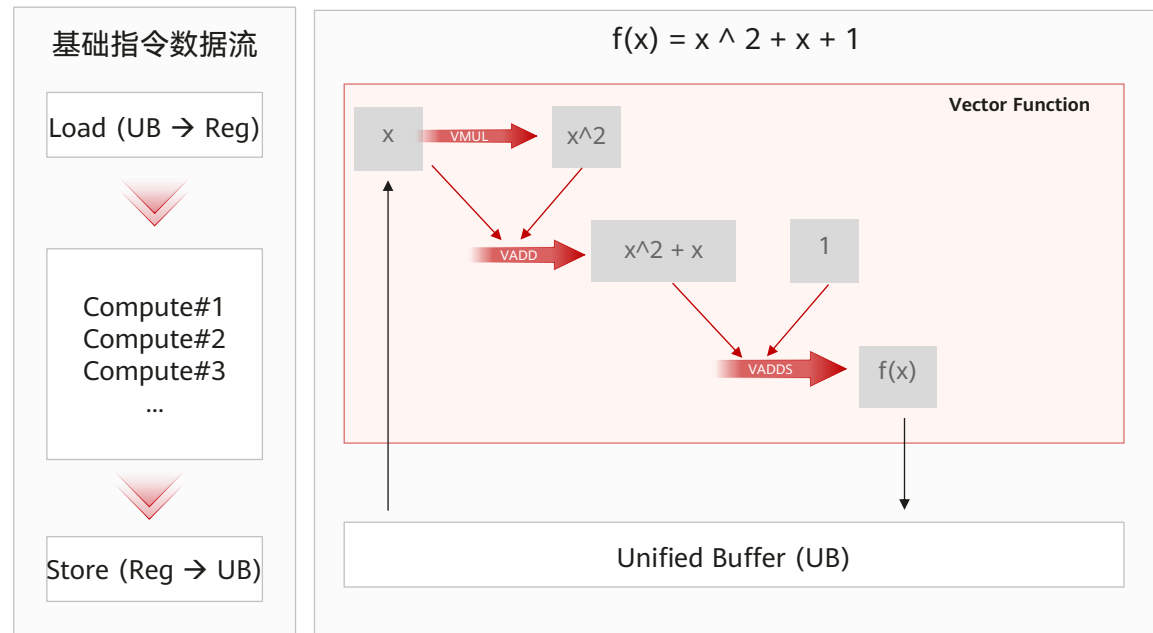 基础指令数据流
Load (UB → Reg)
Compute#1
Compute#2
Compute#3
...
Store (Reg → UB)
f(x) = x ^ 2 + x + 1
Vector Function
x
VMUL
x^2
VADD
x^2 + x
1
VADDS
f(x)
Unified Buffer (UB)